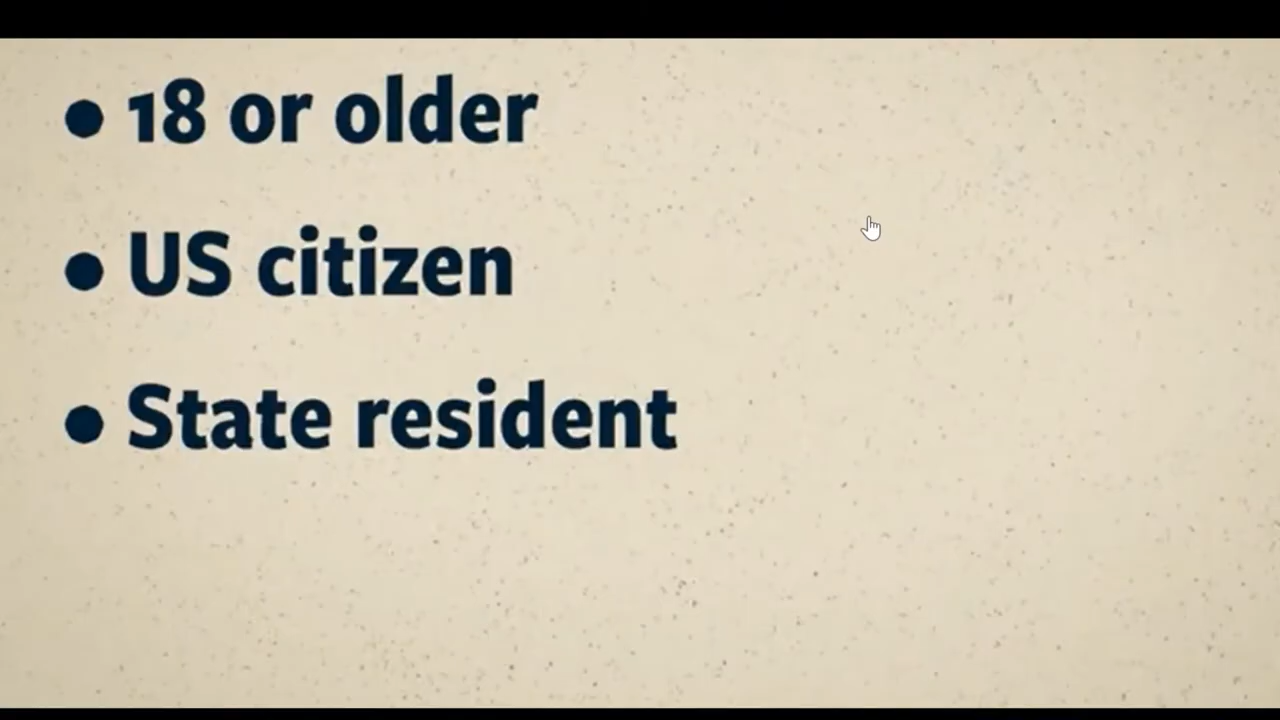 • 18 or older
• US citizen
• State resident